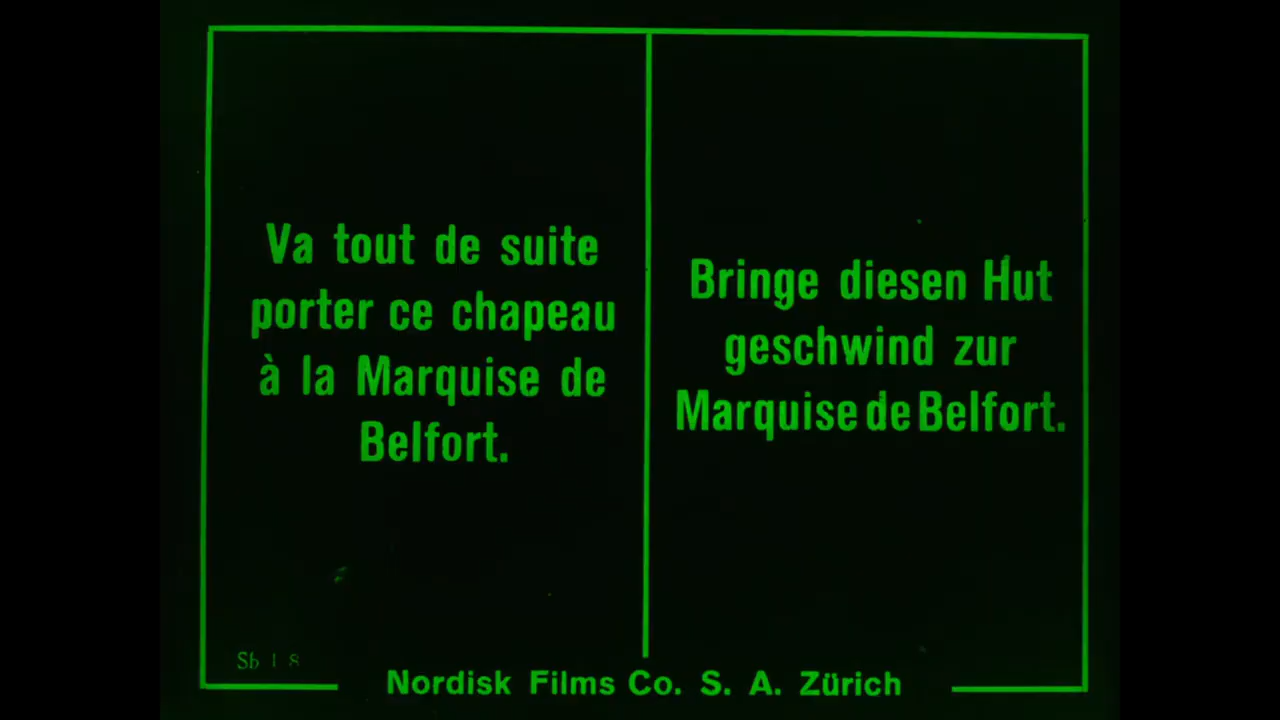 Va tout de suite
porter ce chapeau
à la Marquise de
Belfort.
Bringe diesen Hut
geschwind zur
Marquise de Belfort.
Sb 1 8
Nordisk Films Co. S. A. Zürich